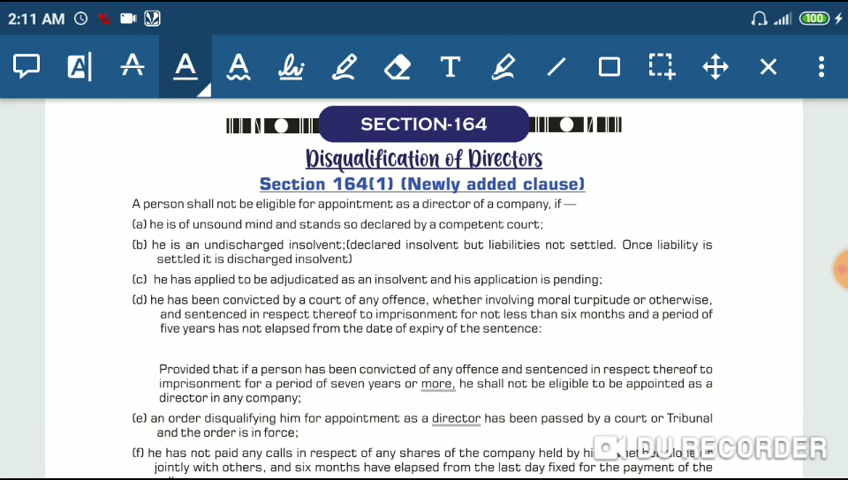 2:11 AM
100
A A A A T
SECTION-164
Disqualification of Directors
Section 164(1) (Newly added clause)
A person shall not be eligible for appointment as a director of a company, if —
(a) he is of unsound mind and stands so declared by a competent court;
(b) he is an undischarged insolvent;(declared insolvent but liabilities not settled. Once liability is
settled it is discharged insolvent)
(c) he has applied to be adjudicated as an insolvent and his application is pending;
(d) he has been convicted by a court of any offence, whether involving moral turpitude or otherwise,
and sentenced in respect thereof to imprisonment for not less than six months and a period of
five years has not elapsed from the date of expiry of the sentence:
Provided that if a person has been convicted of any offence and sentenced in respect thereof to
imprisonment for a period of seven years or more, he shall not be eligible to be appointed as a
director in any company;
(e) an order disqualifying him for appointment as a director has been passed by a court or Tribunal
and the order is in force;
(f) he has not paid any calls in respect of any shares of the company held by
jointly with others, and six months have elapsed from the last day fixed for the payment of the
DU RECORDER